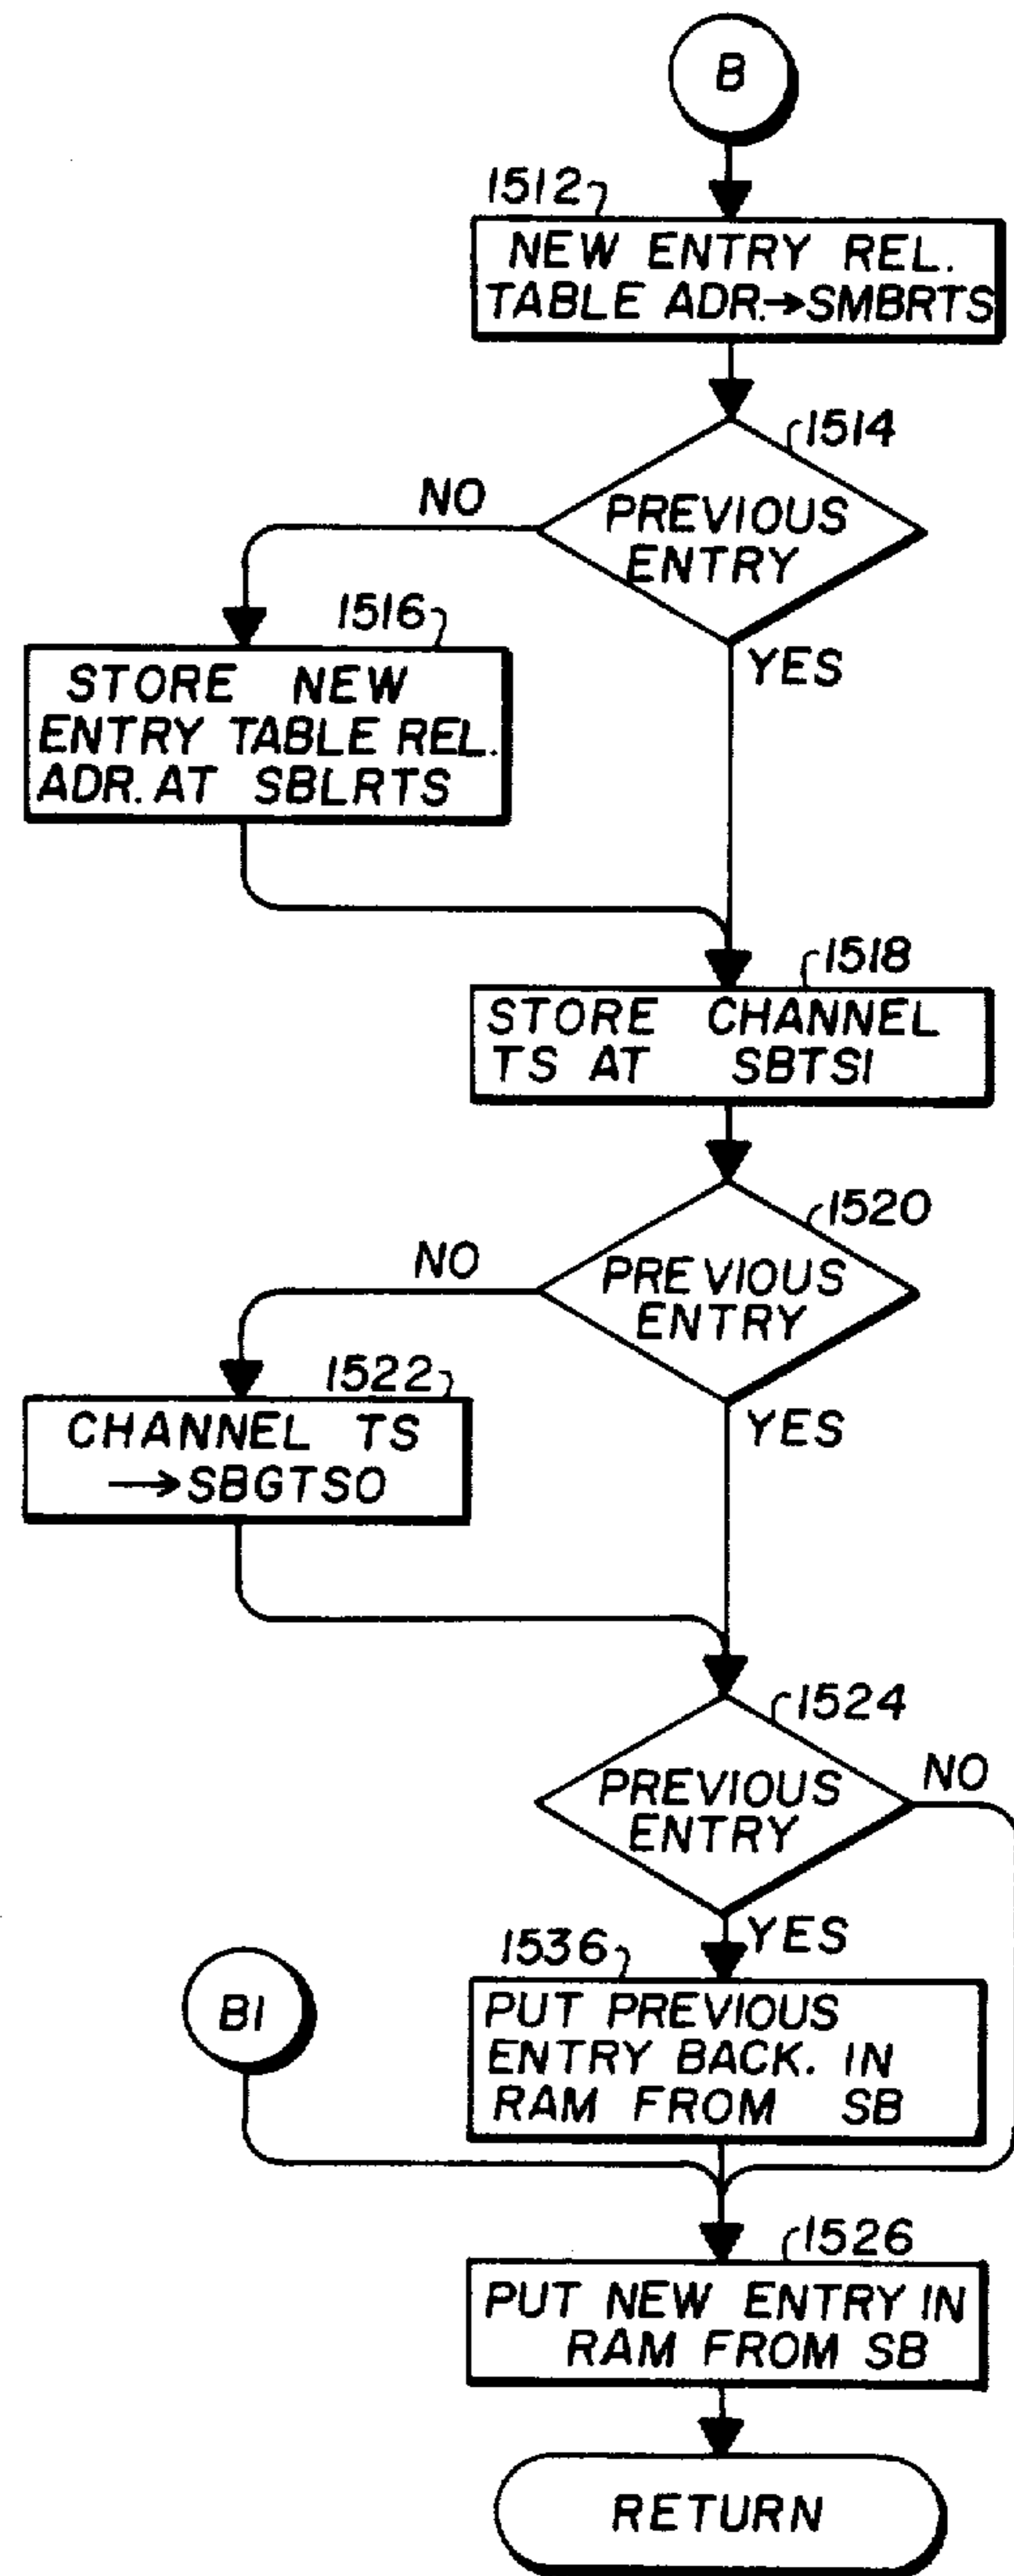 B
1512
NEW ENTRY REL.
TABLE ADR.→SMBRTS
1514
NO
PREVIOUS
ENTRY
YES
1516
STORE NEW
ENTRY TABLE REL.
ADR. AT SBLRTS
1518
STORE CHANNEL
TS AT SBTS1
1520
NO
PREVIOUS
ENTRY
YES
1522
CHANNEL TS
→SBGTSO
1524
NO
PREVIOUS
ENTRY
YES
1536
B1
PUT PREVIOUS
ENTRY BACK. IN
RAM FROM SB
1526
PUT NEW ENTRY IN
RAM FROM SB
RETURN